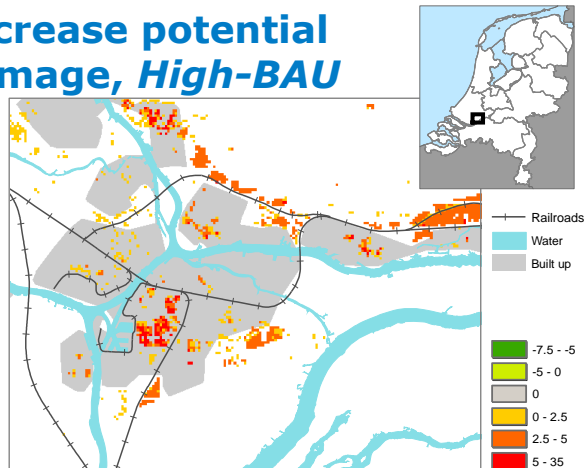 crease potential
mage, High-BAU
Railroads
Water
Built up
-7.5 - -5
-5 - 0
0
0 - 2.5
2.5 - 5
5 - 35